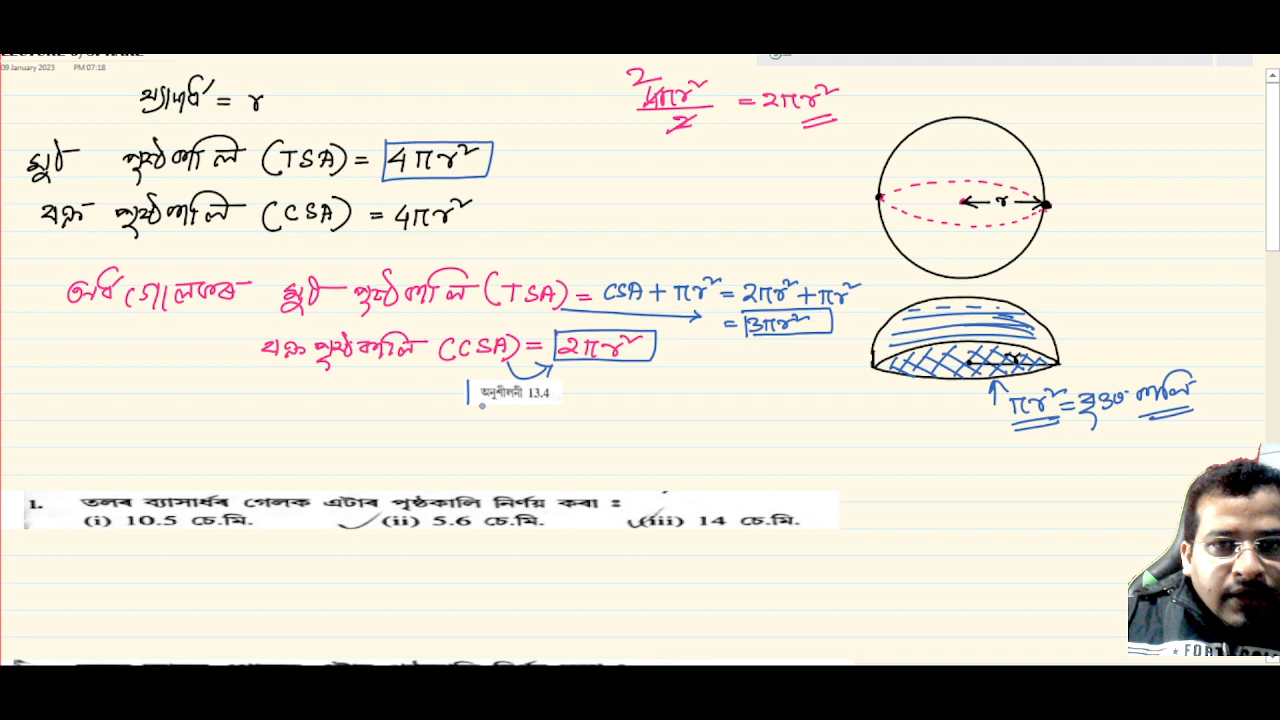 09 January 2023 PM 07:18
ব্যাসাৰ্ধ = r
মুঠ পৃষ্ঠকালি (TSA) = 4πr²
বক্ৰ পৃষ্ঠকালি (CSA) = 4πr²
4πr²/2 = 2πr²
2
r
অৰ্ধগোলকৰ মুঠ পৃষ্ঠকালি (TSA) = CSA + πr² = 2πr² + πr²
= 3πr²
বক্ৰ পৃষ্ঠকালি (CSA) = 2πr²
r
πr² = বৃত্তৰ কালি
অনুশীলনী 13.4
1. তলৰ ব্যাসাৰ্ধৰ গোলক এটাৰ পৃষ্ঠকালি নিৰ্ণয় কৰা :
(i) 10.5 চে.মি. (ii) 5.6 চে.মি. (iii) 14 চে.মি.